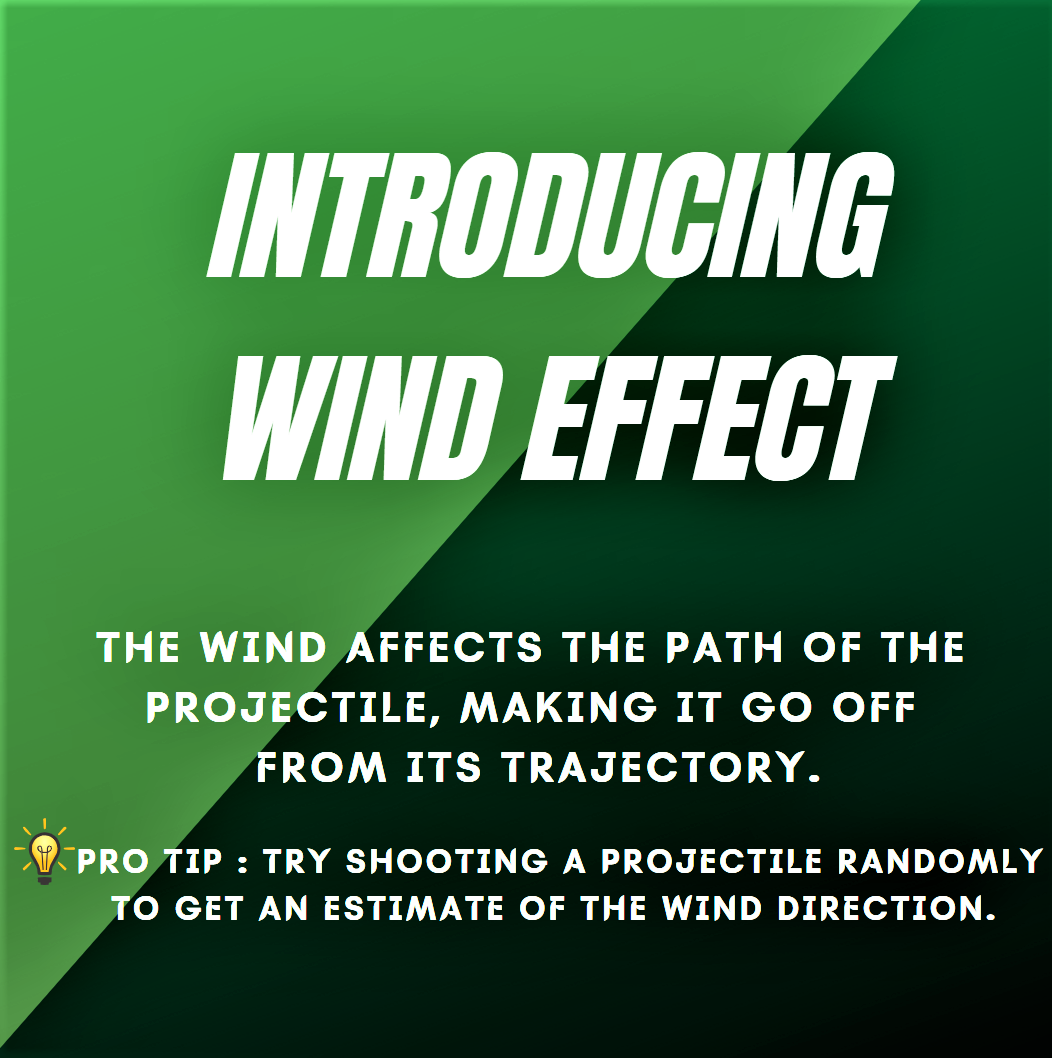 INTRODUCING
WIND EFFECT
THE WIND AFFECTS THE PATH OF THE
PROJECTILE, MAKING IT GO OFF
FROM ITS TRAJECTORY.
PRO TIP : TRY SHOOTING A PROJECTILE RANDOMLY
TO GET AN ESTIMATE OF THE WIND DIRECTION.